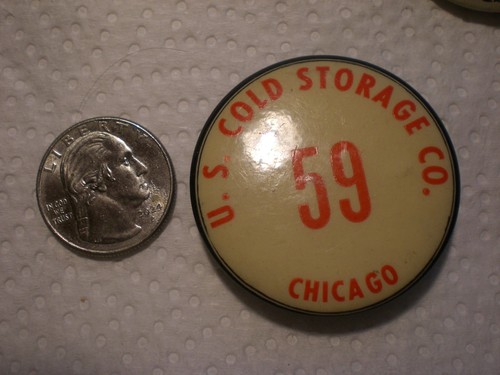 LIBERTY
IN GOD
WE
TRUST
U. S. COLD STORAGE CO.
59
CHICAGO